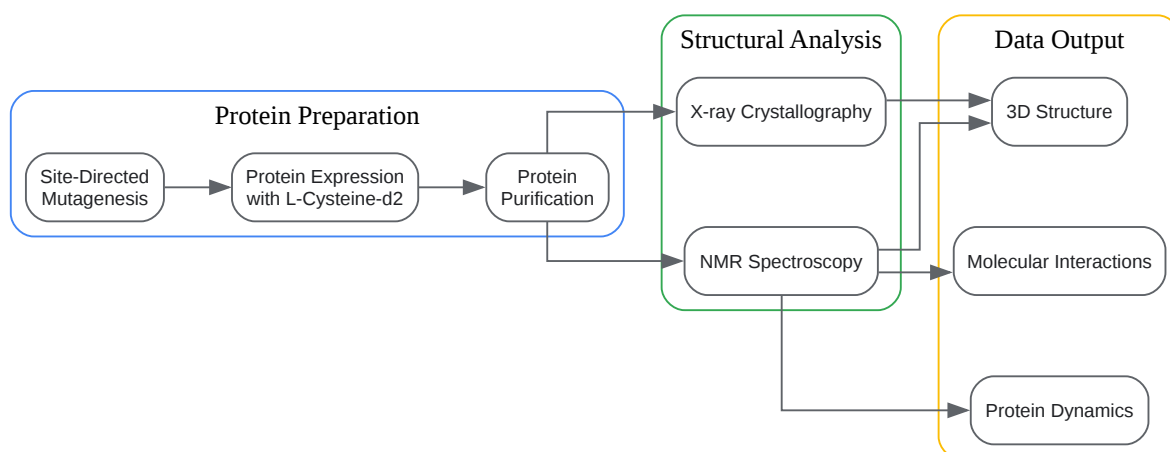 Protein Preparation
Site-Directed
Mutagenesis
Protein Expression
with L-Cysteine-d2
Protein
Purification
Structural Analysis
X-ray Crystallography
NMR Spectroscopy
Data Output
3D Structure
Molecular Interactions
Protein Dynamics